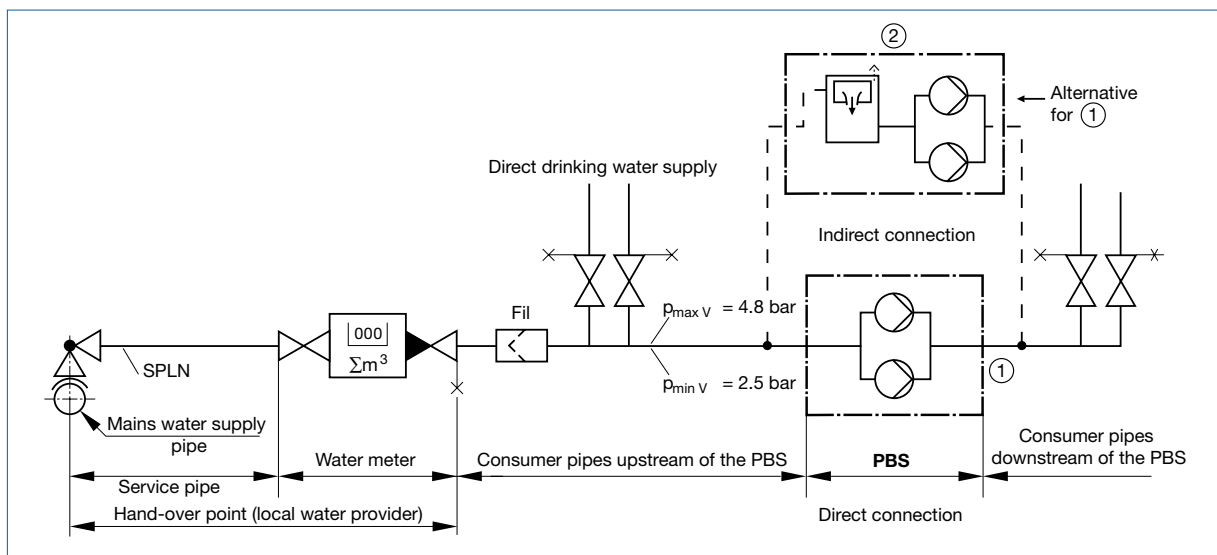 ②
Alternative
for ①
Direct drinking water supply
Indirect connection
Fil
pmax V = 4.8 bar
000
Σm³
SPLN
pmin V = 2.5 bar
①
Mains water supply
pipe
Service pipe
Water meter
Consumer pipes upstream of the PBS
PBS
Consumer pipes
downstream of the PBS
Hand-over point (local water provider)
Direct connection